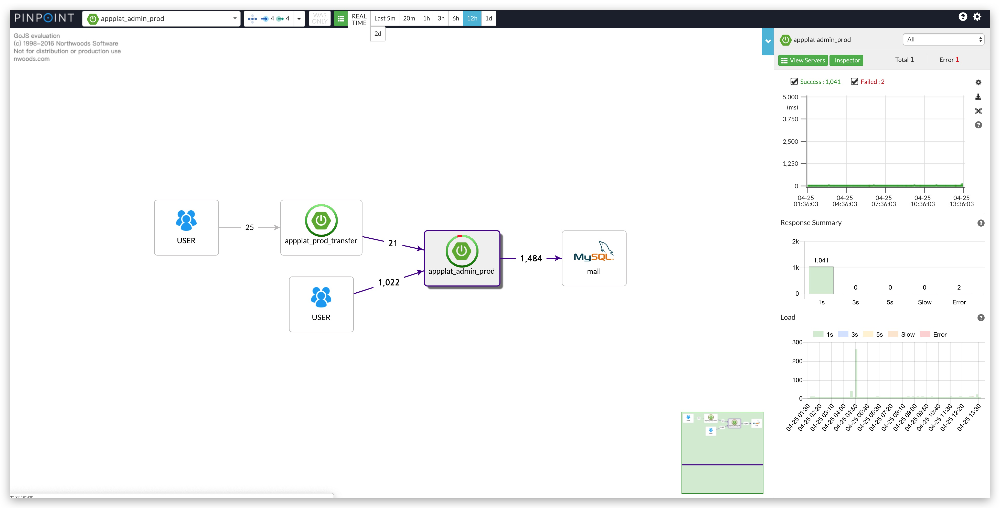 PINPOINT
appplat_admin_prod
4 4
WAS ONLY
REAL TIME
Last 5m 20m 1h 3h 6h 12h 1d
2d
GoJS evaluation
(c) 1998-2016 Northwoods Software
Not for distribution or production use
nwoods.com
USER
25
appplat_prod_transfer
21
USER
1,022
appplat_admin_prod
1,484
MySQL
mall
appplat admin_prod
All
View Servers Inspector Total 1 Error 1
Success : 1,041 Failed : 2
5,000
(ms)
3,750
2,500
1,250
0
04-25 04-25 04-25 04-25 04-25
01:36:03 04:36:03 07:36:03 10:36:03 13:36:03
Response Summary
2k
1,041
1k
0 0 0 2
0
1s 3s 5s Slow Error
Load
1s 3s 5s Slow Error
300
200
100
0
04-25 01:30
04-25 02:20
04-25 03:10
04-25 04:00
04-25 04:50
04-25 05:40
04-25 06:30
04-25 07:20
04-25 08:10
04-25 09:00
04-25 09:50
04-25 10:40
04-25 11:30
04-25 12:20
04-25 13:30